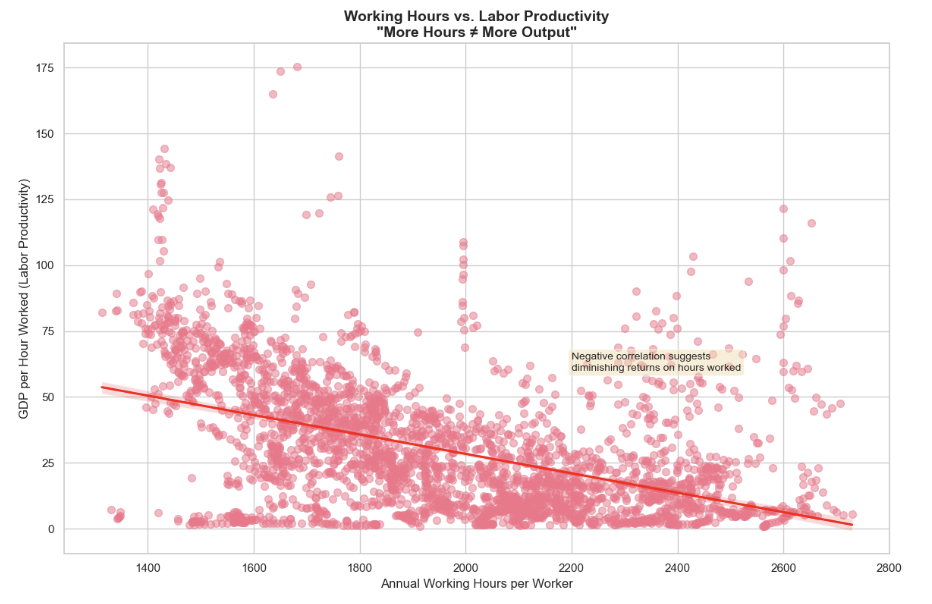 Working Hours vs. Labor Productivity
"More Hours ≠ More Output"
GDP per Hour Worked (Labor Productivity)
175
150
125
100
75
50
25
0
Negative correlation suggests
diminishing returns on hours worked
1400 1600 1800 2000 2200 2400 2600 2800
Annual Working Hours per Worker